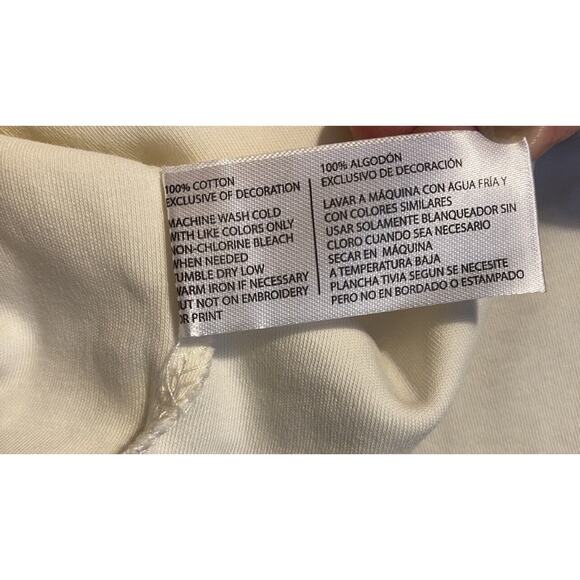 100% COTTON
EXCLUSIVE OF DECORATION
MACHINE WASH COLD
WITH LIKE COLORS ONLY
NON-CHLORINE BLEACH
WHEN NEEDED
TUMBLE DRY LOW
WARM IRON IF NECESSARY
BUT NOT ON EMBROIDERY
OR PRINT
100% ALGODÓN
EXCLUSIVO DE DECORACIÓN
LAVAR A MÁQUINA CON AGUA FRÍA Y
CON COLORES SIMILARES
USAR SOLAMENTE BLANQUEADOR SIN
CLORO CUANDO SEA NECESARIO
SECAR EN MÁQUINA
A TEMPERATURA BAJA
PLANCHA TIVIA SEGUN SE NECESITE
PERO NO EN BORDADO O ESTAMPADO